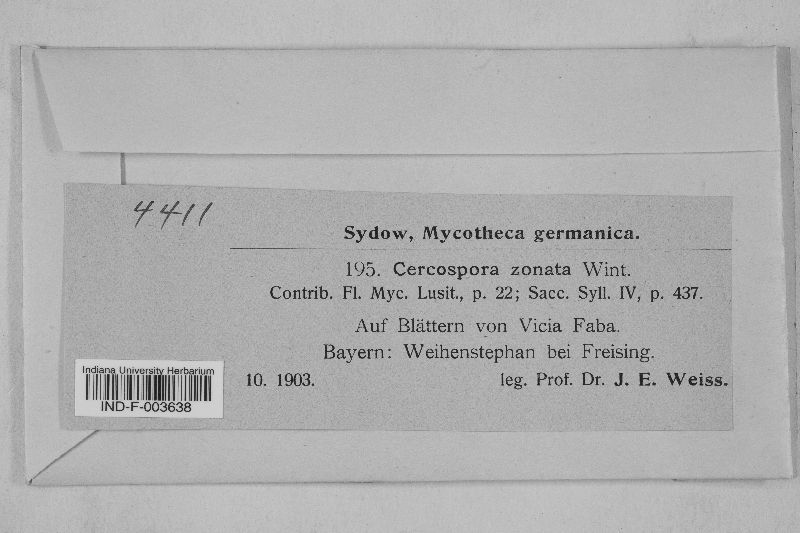 4411
Sydow, Mycotheca germanica.
195. Cercospora zonata Wint.
Contrib. Fl. Myc. Lusit., p. 22; Sacc. Syll. IV, p. 437.
Auf Blättern von Vicia Faba.
Bayern: Weihenstephan bei Freising.
10. 1903. leg. Prof. Dr. J. E. Weiss.
Indiana University Herbarium
IND-F-003638